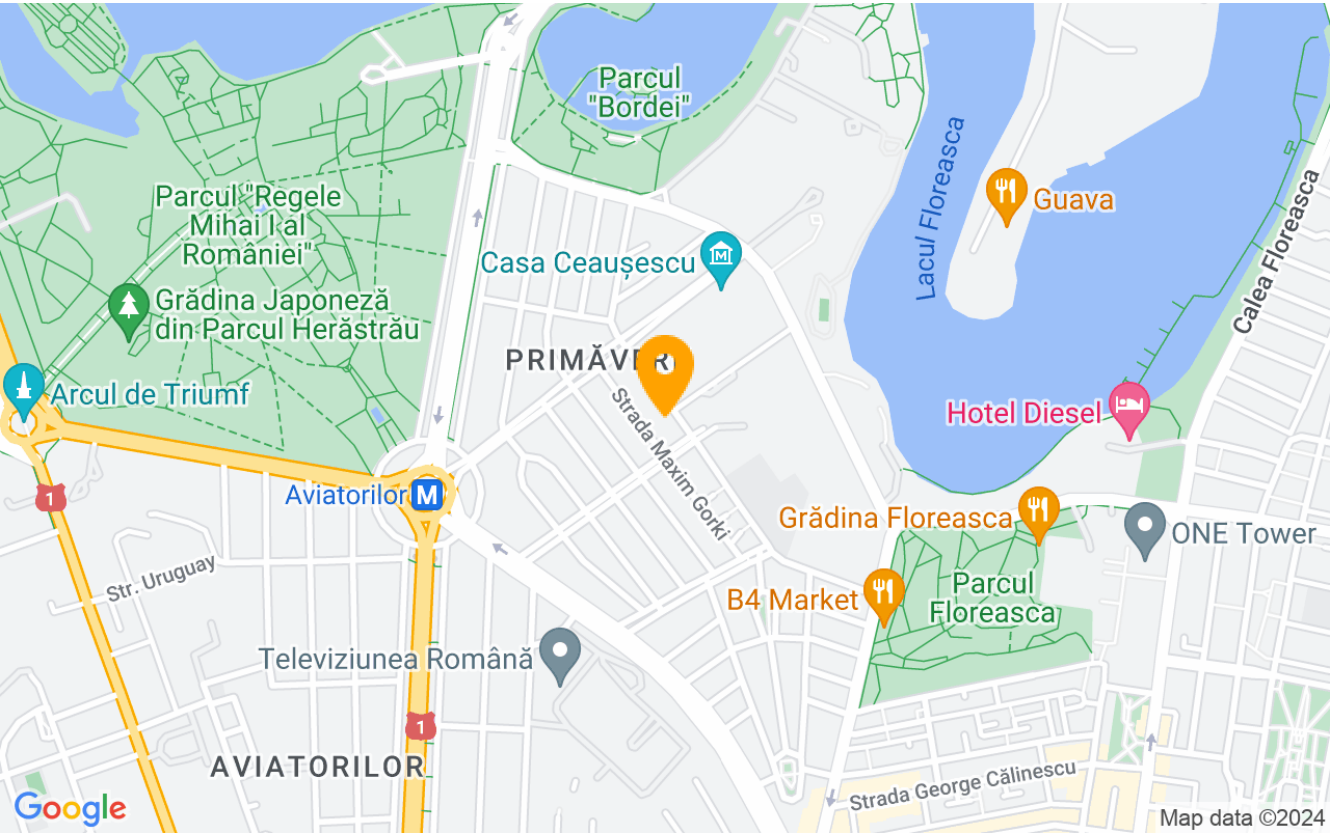 Parcul
"Bordei"
Lacul Floreasca
Guava
Calea Floreasca
Parcul "Regele
Mihai I al
României"
Casa Ceaușescu
Grădina Japoneză
din Parcul Herăstrău
PRIMĂVERI
Arcul de Triumf
Strada Maxim Gorki
Hotel Diesel
Aviatorilor M
1
Grădina Floreasca
ONE Tower
Str. Uruguay
B4 Market
Parcul
Floreasca
Televiziunea Română
1
AVIATORILOR
Strada George Călinescu
Google
Map data ©2024